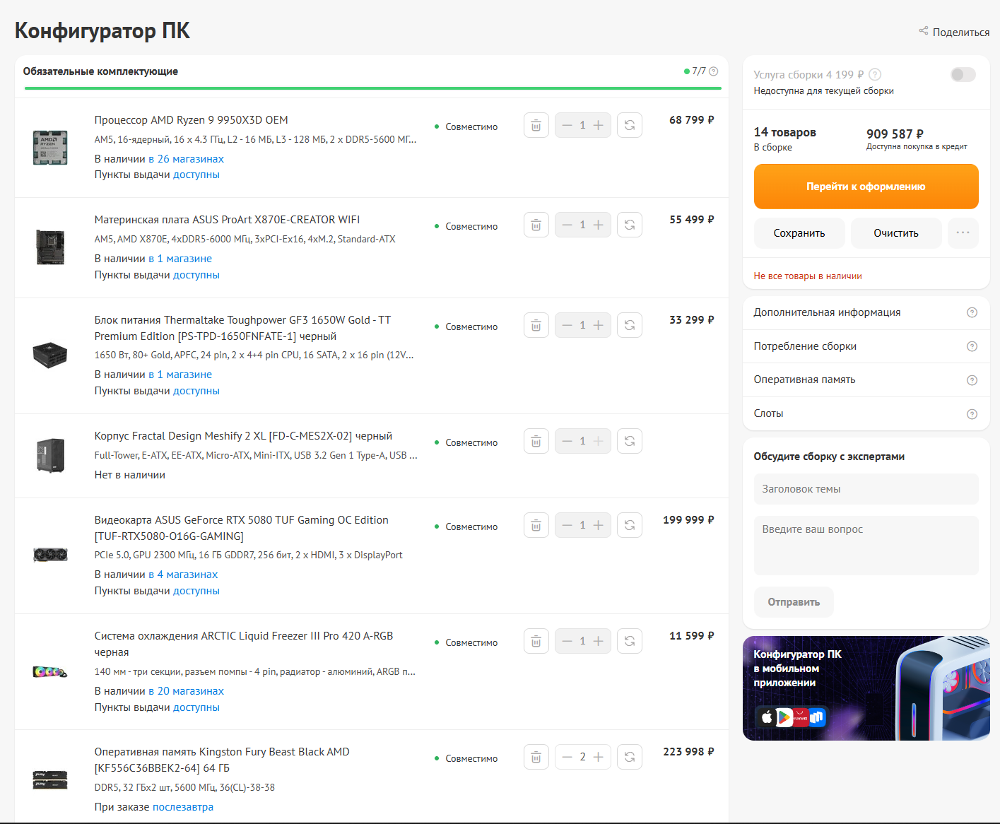 Конфигуратор ПК
Поделиться
Обязательные комплектующие
7/7
Процессор AMD Ryzen 9 9950X3D OEM
AM5, 16-ядерный, 16 x 4.3 ГГц, L2 - 16 МБ, L3 - 128 МБ, 2 x DDR5-5600 МГ...
В наличии в 26 магазинах
Пункты выдачи доступны
Совместимо
1
68 799 ₽
Материнская плата ASUS ProArt X870E-CREATOR WIFI
AM5, AMD X870E, 4xDDR5-6000 МГц, 3xPCI-Ex16, 4xM.2, Standard-ATX
В наличии в 1 магазине
Пункты выдачи доступны
Совместимо
1
55 499 ₽
Блок питания Thermaltake Toughpower GF3 1650W Gold - TT
Premium Edition [PS-TPD-1650FNFATE-1] черный
1650 Вт, 80+ Gold, APFC, 24 pin, 2 x 4+4 pin CPU, 16 SATA, 2 x 16 pin (12V...
В наличии в 1 магазине
Пункты выдачи доступны
Совместимо
1
33 299 ₽
Корпус Fractal Design Meshify 2 XL [FD-C-MES2X-02] черный
Full-Tower, E-ATX, EE-ATX, Micro-ATX, Mini-ITX, USB 3.2 Gen 1 Type-A, USB ...
Нет в наличии
Совместимо
1
Видеокарта ASUS GeForce RTX 5080 TUF Gaming OC Edition
[TUF-RTX5080-O16G-GAMING]
PCIe 5.0, GPU 2300 МГц, 16 ГБ GDDR7, 256 бит, 2 x HDMI, 3 x DisplayPort
В наличии в 4 магазинах
Пункты выдачи доступны
Совместимо
1
199 999 ₽
Система охлаждения ARCTIC Liquid Freezer III Pro 420 A-RGB
черная
140 мм - три секции, разъем помпы - 4 pin, радиатор - алюминий, ARGB п...
В наличии в 20 магазинах
Пункты выдачи доступны
Совместимо
1
11 599 ₽
Оперативная память Kingston Fury Beast Black AMD
[KF556C36BBEK2-64] 64 ГБ
DDR5, 32 ГБx2 шт, 5600 МГц, 36(CL)-38-38
При заказе послезавтра
Совместимо
2
223 998 ₽
Услуга сборки 4 199 ₽
Недоступна для текущей сборки
14 товаров
В сборке
909 587 ₽
Доступна покупка в кредит
Перейти к оформлению
Сохранить
Очистить
Не все товары в наличии
Дополнительная информация
Потребление сборки
Оперативная память
Слоты
Обсудите сборку с экспертами
Заголовок темы
Введите ваш вопрос
Отправить
Конфигуратор ПК
в мобильном
приложении
HUAWEI